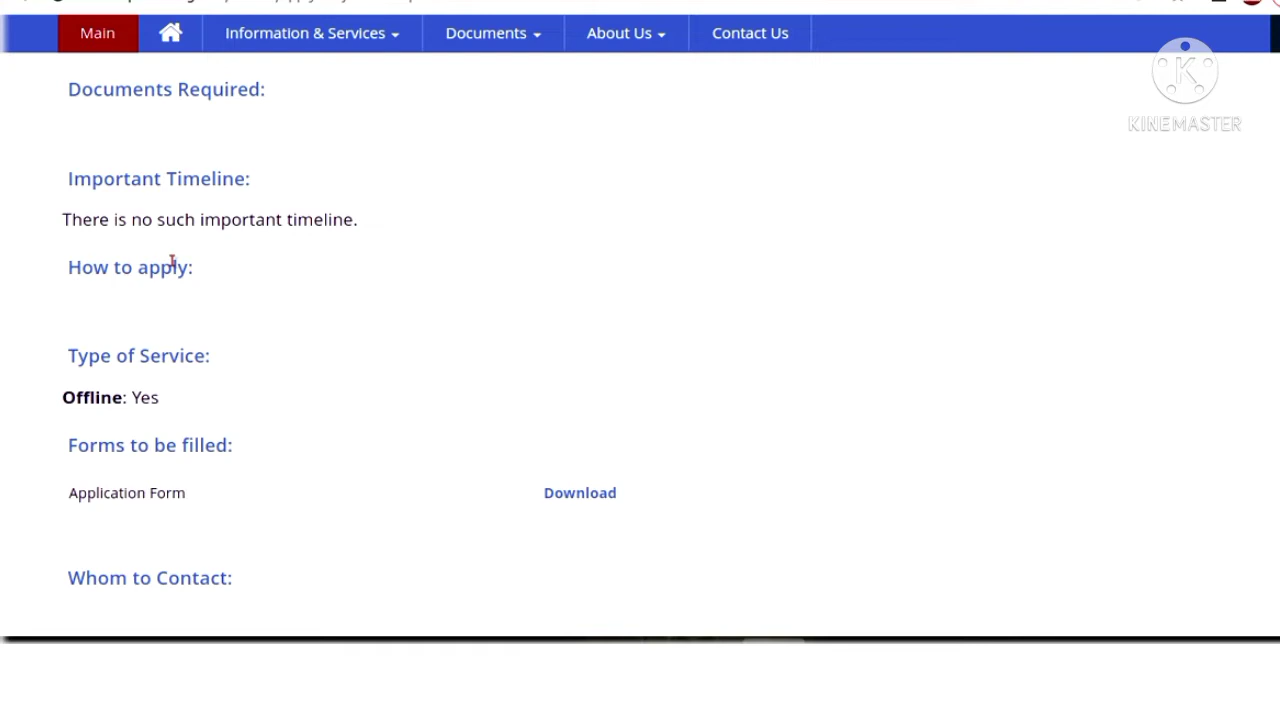 Main
Information & Services
Documents
About Us
Contact Us
KINEMASTER
Documents Required:
Important Timeline:
There is no such important timeline.
How to apply:
Type of Service:
Offline: Yes
Forms to be filled:
Application Form
Download
Whom to Contact: